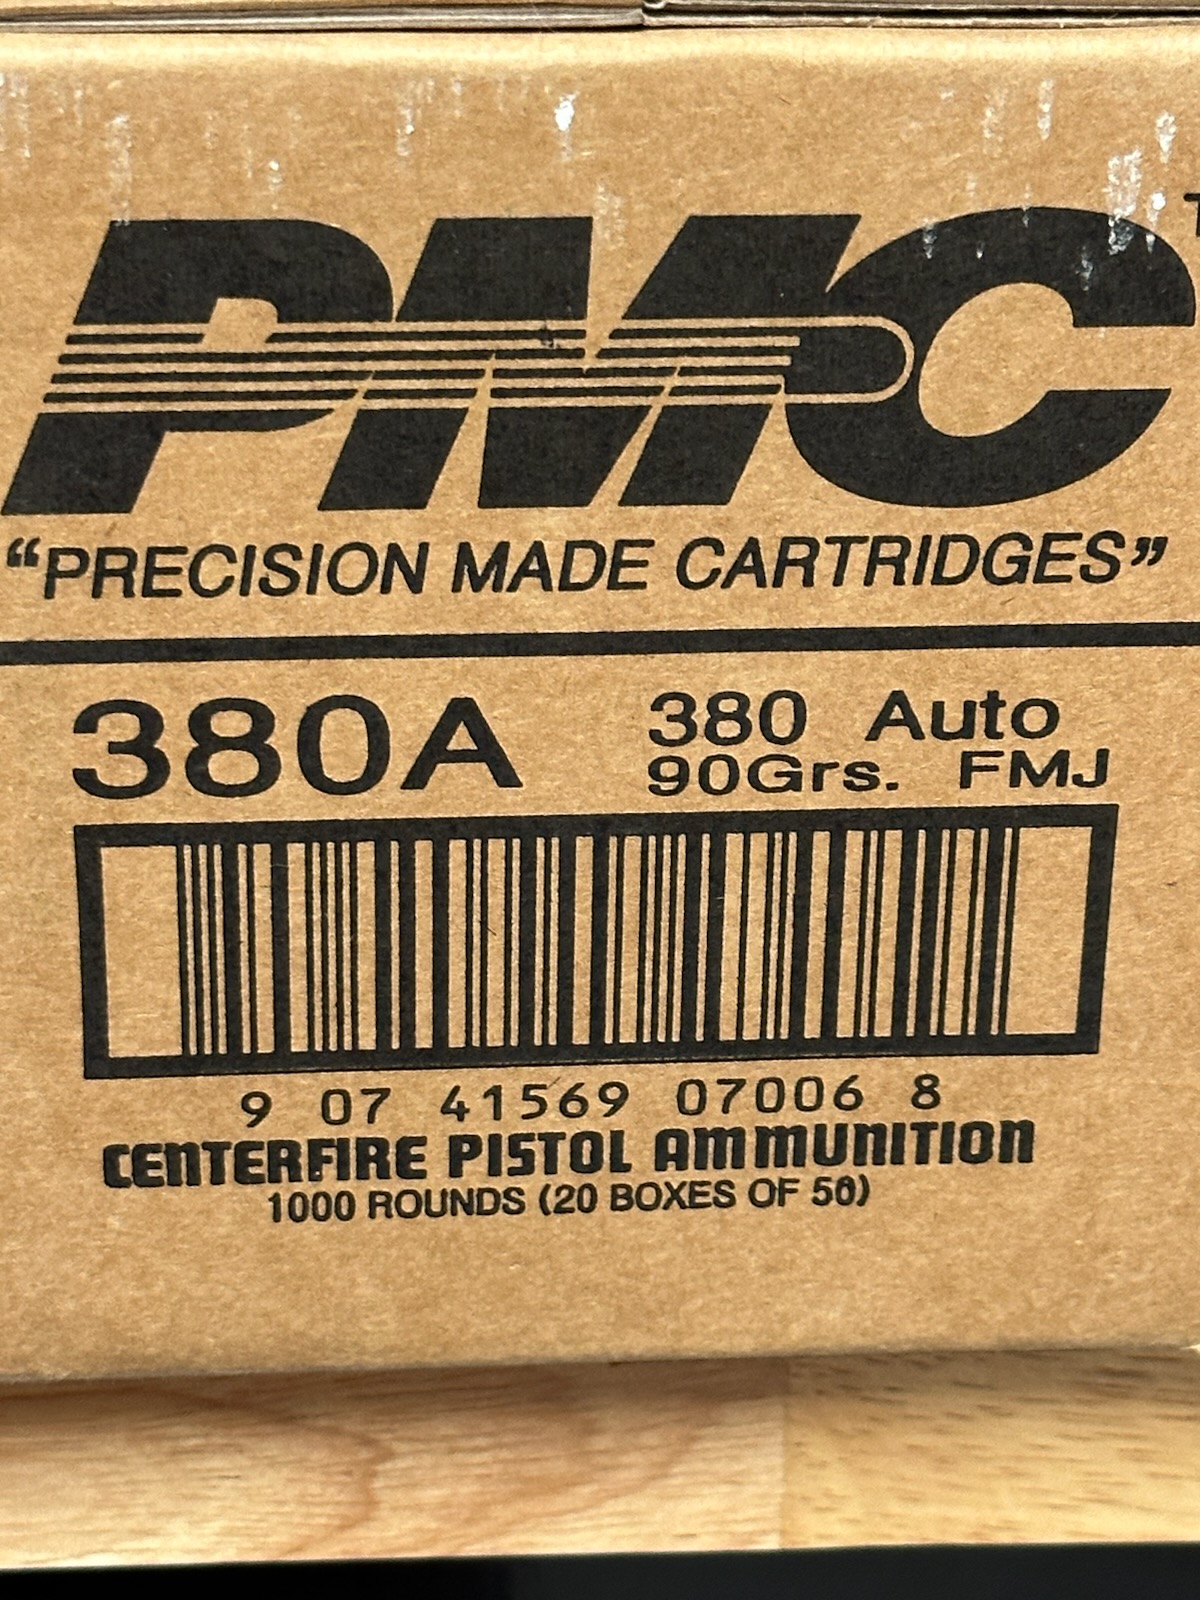 PMC T
"PRECISION MADE CARTRIDGES"
380A 380 Auto
90Grs. FMJ
9 07 41569 07006 8
CENTERFIRE PISTOL AMMUNITION
1000 ROUNDS (20 BOXES OF 50)